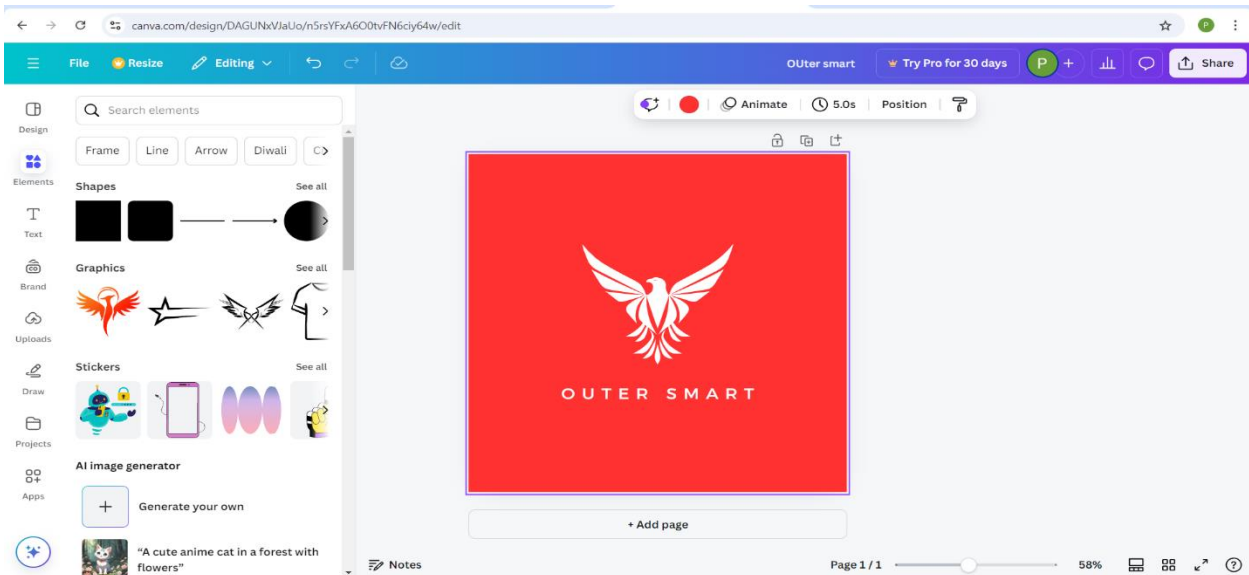 canva.com/design/DAGUNxVJaUo/n5rsYFxA6O0tvFN6ciy64w/edit
P
File Resize Editing OUter smart Try Pro for 30 days P + Share
Design
Elements
Text
Brand
CO
Uploads
Draw
Projects
Apps
Search elements
Frame Line Arrow Diwali
Shapes See all
Graphics See all
Stickers See all
AI image generator
Generate your own
"A cute anime cat in a forest with
flowers"
Animate 5.0s Position
OUTER SMART
+ Add page
Notes Page 1 / 1 58% ?